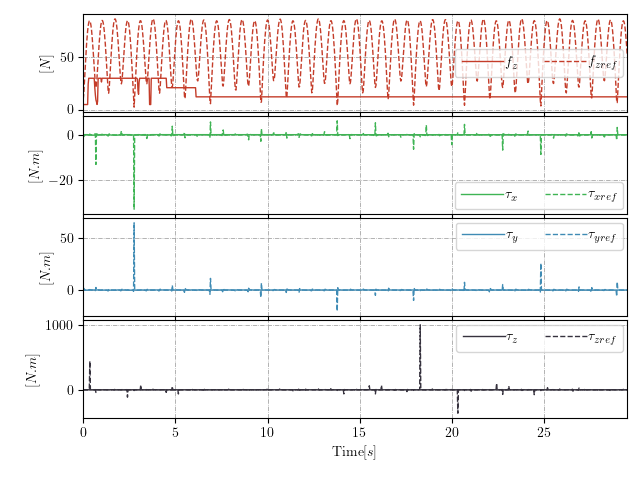 [N]
50
0
f_z f_zref
[N.m]
0
−20
τ_x τ_xref
[N.m]
50
0
τ_y τ_yref
[N.m]
1000
0
τ_z τ_zref
0 5 10 15 20 25
Time[s]